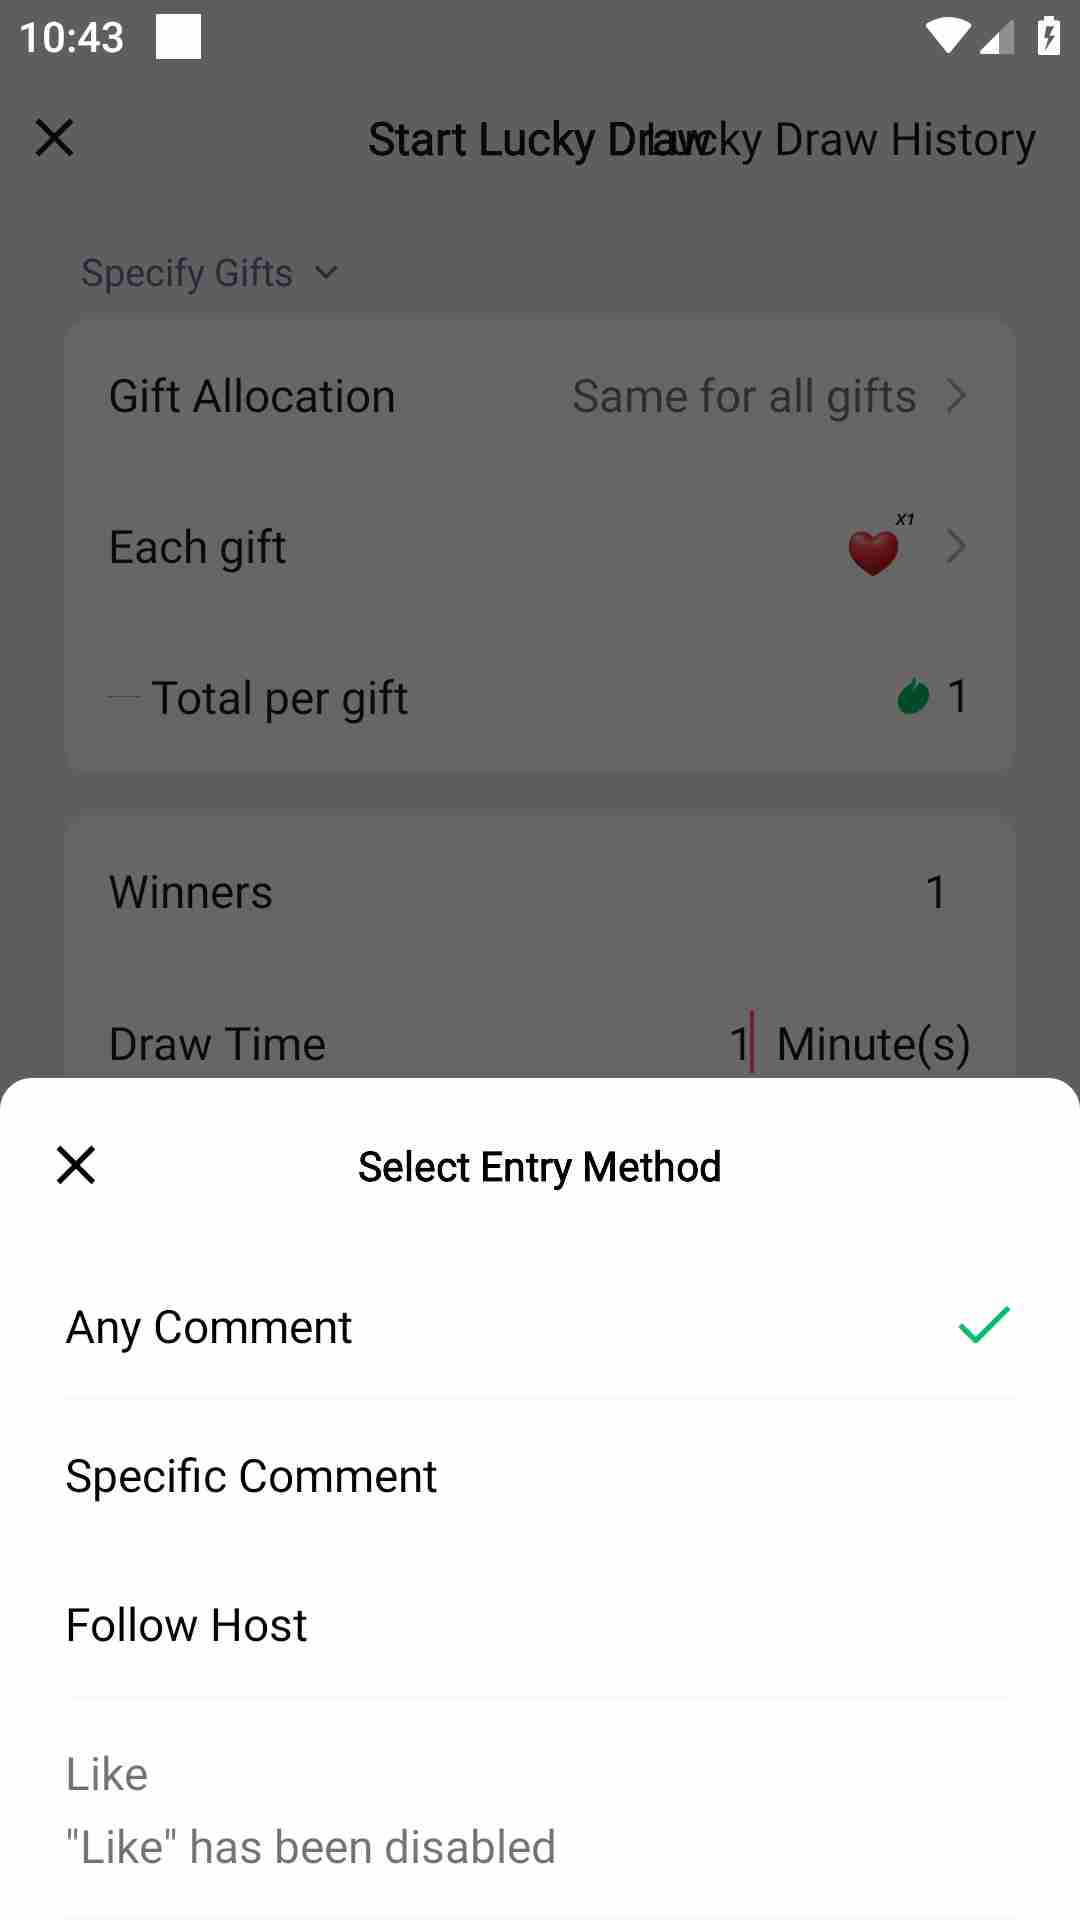 10:43
Start Lucky Draw
Lucky Draw History
Specify Gifts
Gift Allocation Same for all gifts
Each gift X1
Total per gift 1
Winners 1
Draw Time 1 Minute(s)
Select Entry Method
Any Comment
Specific Comment
Follow Host
Like
"Like" has been disabled